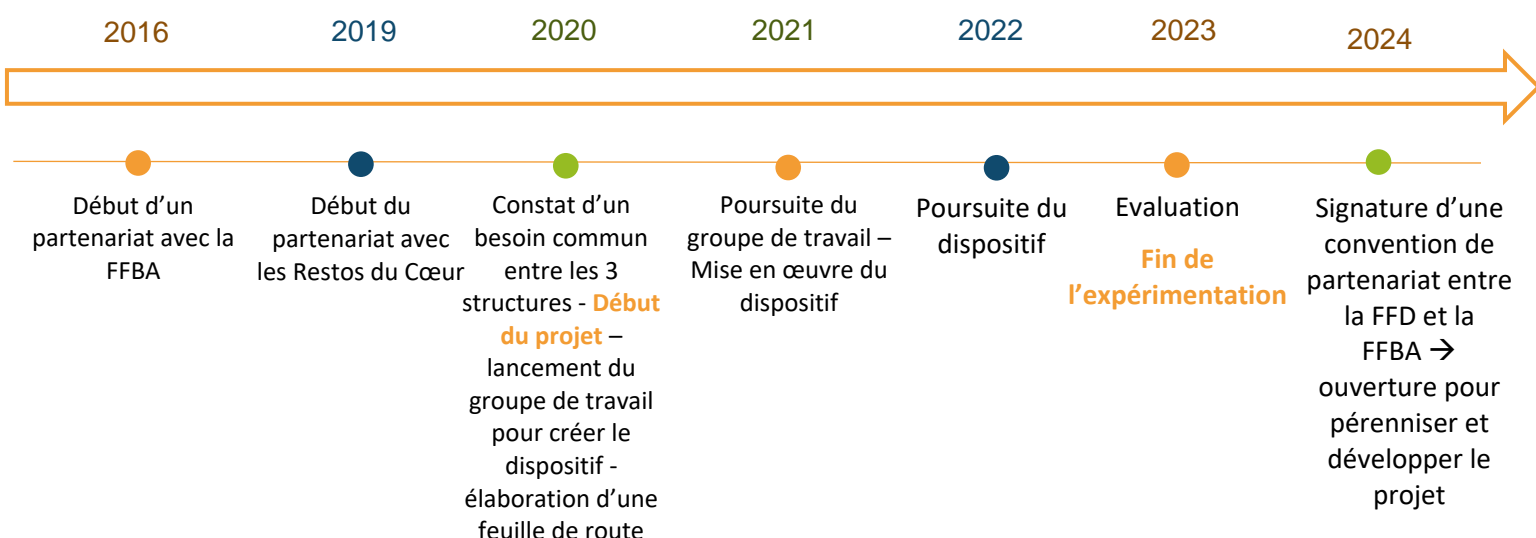 2016
2019
2020
2021
2022
2023
2024
Début d’un
partenariat avec la
FFBA
Début du
partenariat avec
les Restos du Cœur
Constat d’un
besoin commun
entre les 3
structures - Début
du projet –
lancement du
groupe de travail
pour créer le
dispositif -
élaboration d’une
feuille de route
Poursuite du
groupe de travail –
Mise en œuvre du
dispositif
Poursuite du
dispositif
Evaluation
Fin de
l’expérimentation
Signature d’une
convention de
partenariat entre
la FFD et la
FFBA →
ouverture pour
pérenniser et
développer le
projet